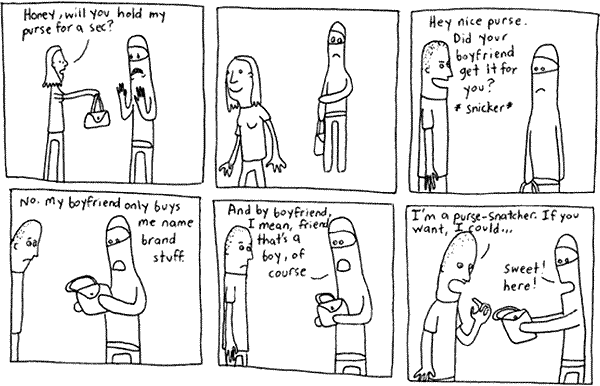 Honey, will you hold my
purse for a sec?
Hey nice purse.
Did your
boyfriend
get it for
you?
*snicker*
No. my boyfriend only buys
me name
brand
stuff.
And by boyfriend,
I mean, friend
that's a
boy, of
course
I'm a purse-snatcher. If you
want, I could...
Sweet!
here!